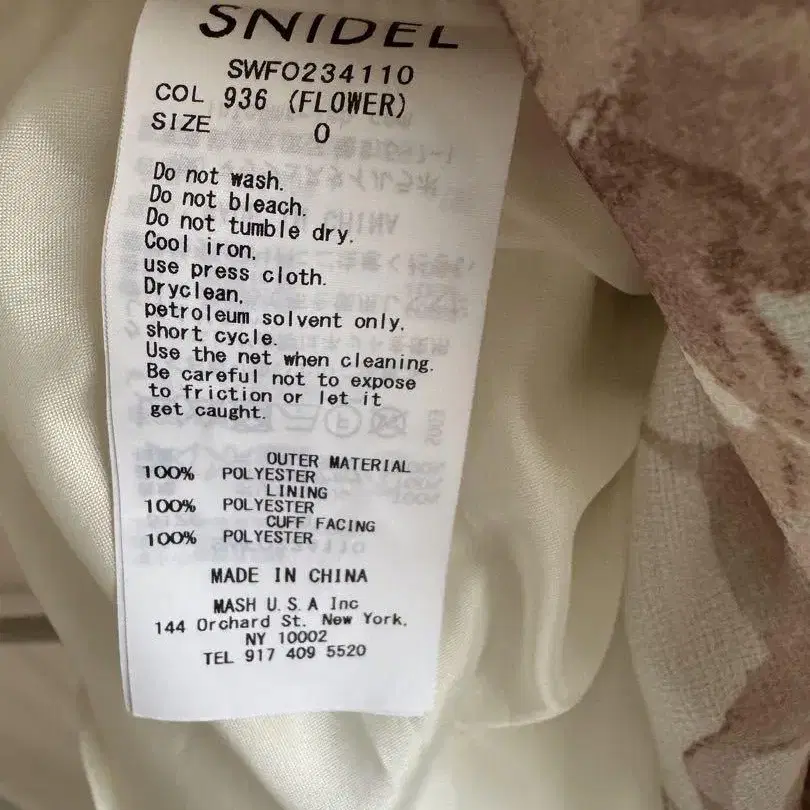 SNIDEL
SWFO234110
COL 936 (FLOWER)
SIZE 0
Do not wash.
Do not bleach.
Do not tumble dry.
Cool iron.
use press cloth.
Dryclean.
petroleum solvent only.
short cycle.
Use the net when cleaning.
Be careful not to expose
to friction or let it
get caught.
OUTER MATERIAL
100% POLYESTER
LINING
100% POLYESTER
CUFF FACING
100% POLYESTER
MADE IN CHINA
MASH U.S.A Inc
144 Orchard St. New York.
NY 10002
TEL 917 409 5520